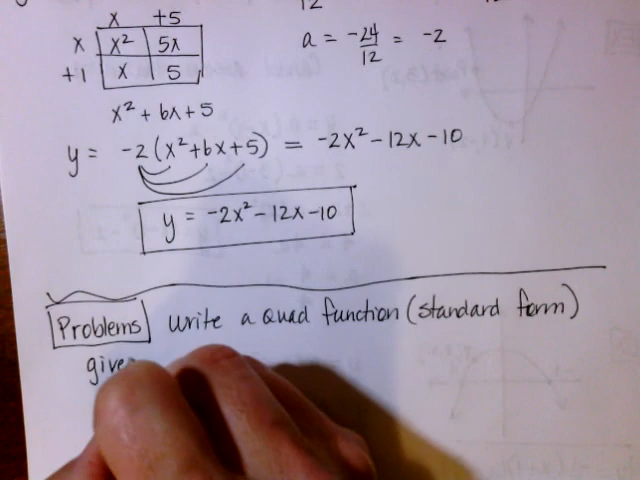 12
x +5
x x² 5x
+1 x 5
a = -24/12 = -2
x² + 6x + 5
y = -2(x²+6x+5) = -2x² - 12x - 10
y = -2x² - 12x - 10
Problems Write a quad function (standard form)